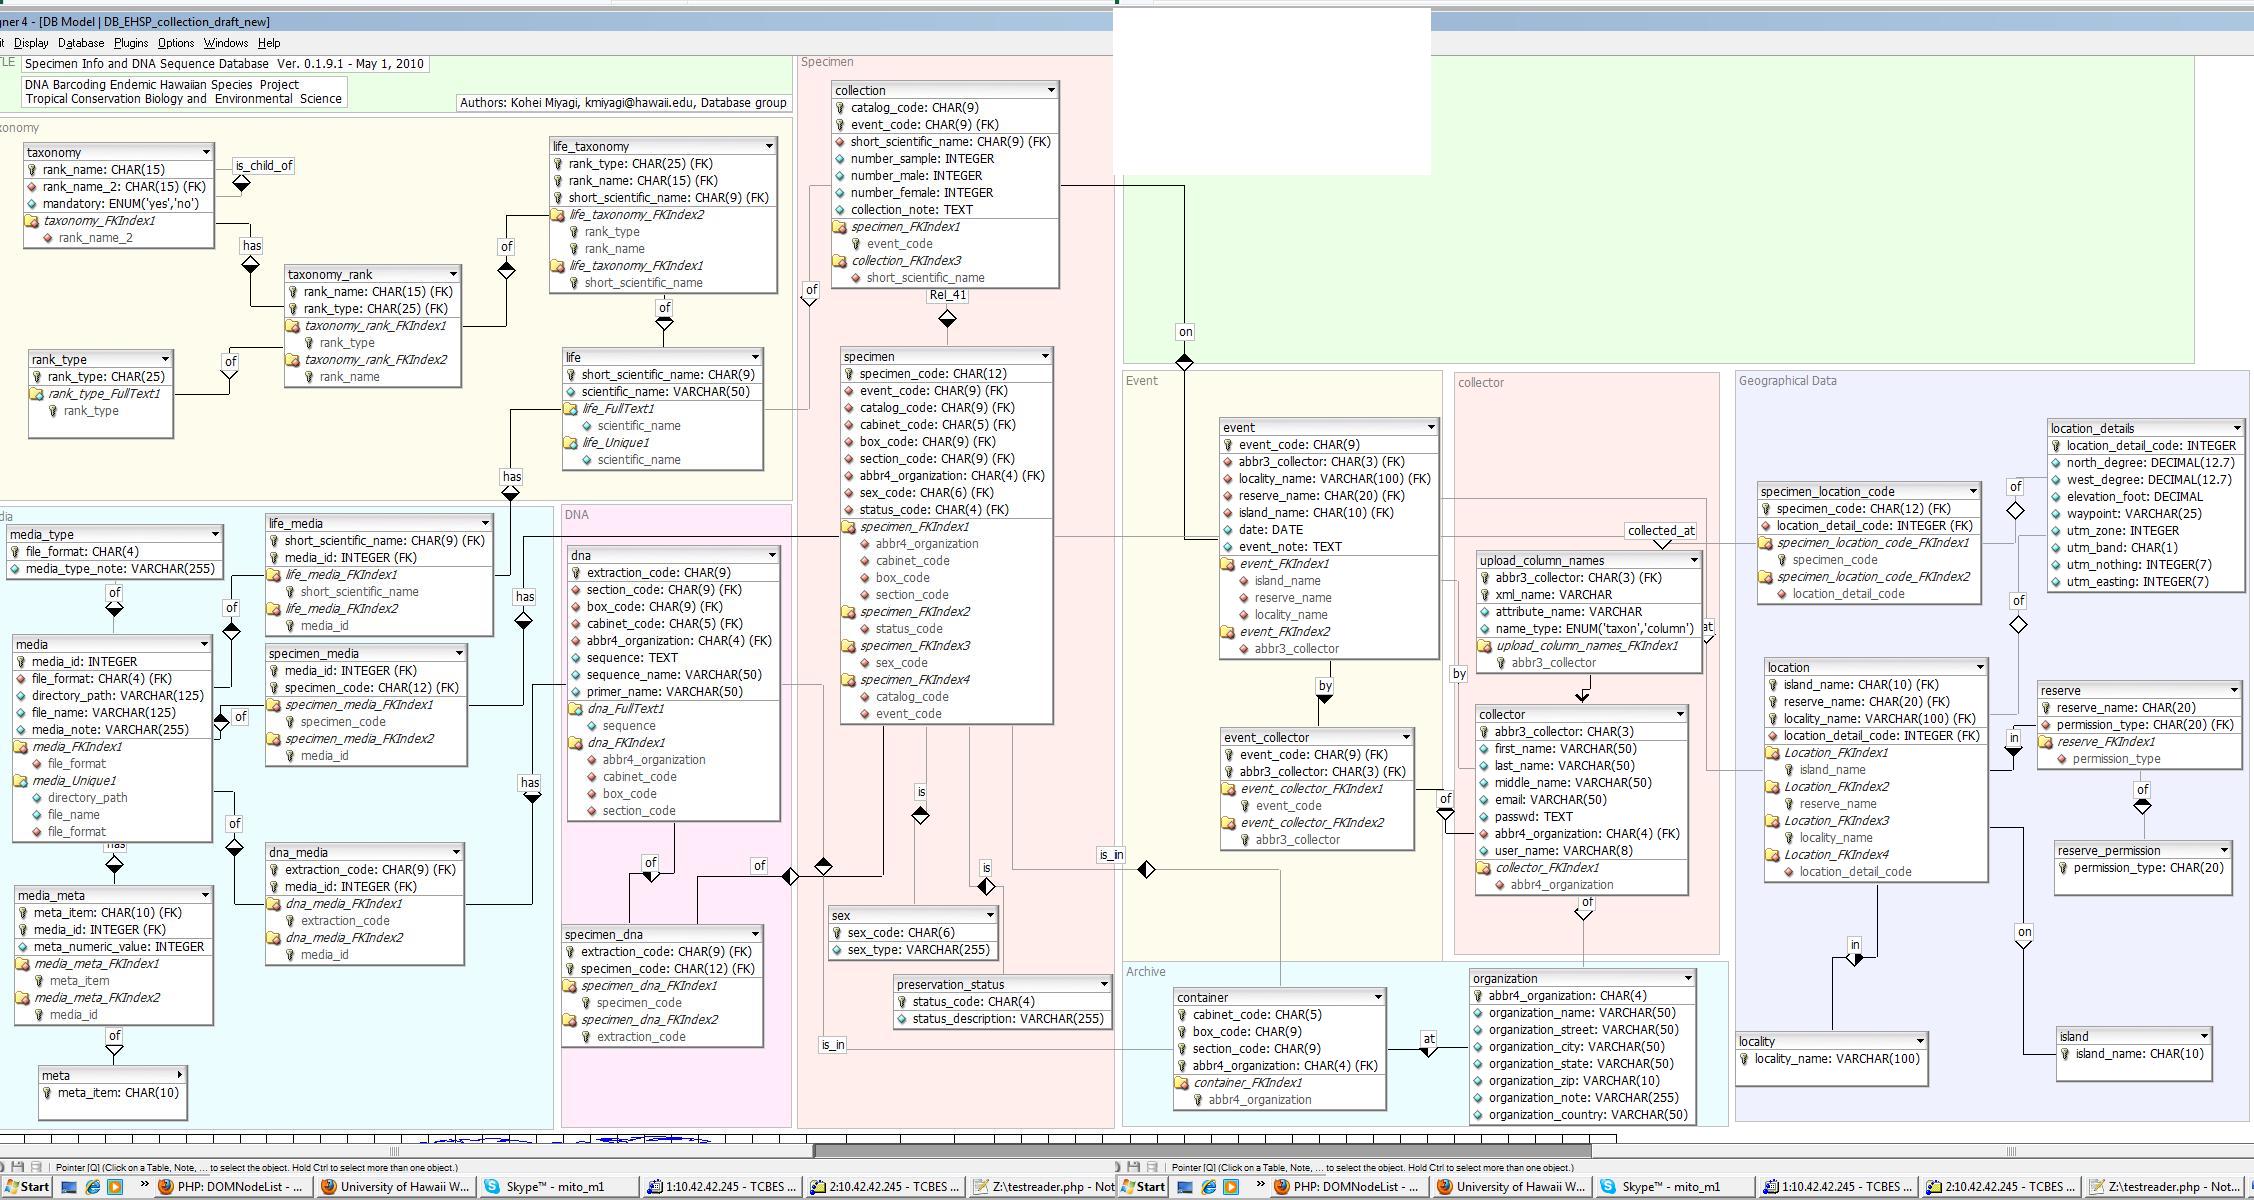 gner 4 - [DB Model | DB_EHSP_collection_draft_new]
it Display Database Plugins Options Windows Help
TLE Specimen Info and DNA Sequence Database Ver. 0.1.9.1 - May 1, 2010
DNA Barcoding Endemic Hawaiian Species Project
Tropical Conservation Biology and Environmental Science
Authors: Kohei Miyagi, kmiyagi@hawaii.edu, Database group
xonomy
taxonomy
rank_name: CHAR(15)
rank_name_2: CHAR(15) (FK)
mandatory: ENUM('yes','no')
taxonomy_FKIndex1
rank_name_2
is_child_of
has
taxonomy_rank
rank_name: CHAR(15) (FK)
rank_type: CHAR(25) (FK)
taxonomy_rank_FKIndex1
rank_type
taxonomy_rank_FKIndex2
rank_name
of
rank_type
rank_type: CHAR(25)
rank_type_FullText1
rank_type
of
life_taxonomy
rank_type: CHAR(25) (FK)
rank_name: CHAR(15) (FK)
short_scientific_name: CHAR(9) (FK)
life_taxonomy_FKIndex2
rank_type
rank_name
life_taxonomy_FKIndex1
short_scientific_name
of
life
short_scientific_name: CHAR(9)
scientific_name: VARCHAR(50)
life_FullText1
scientific_name
life_Unique1
scientific_name
has
of
dia
media_type
file_format: CHAR(4)
media_type_note: VARCHAR(255)
of
media
media_id: INTEGER
file_format: CHAR(4) (FK)
directory_path: VARCHAR(125)
file_name: VARCHAR(125)
media_note: VARCHAR(255)
media_FKIndex1
file_format
media_Unique1
directory_path
file_name
file_format
has
media_meta
meta_item: CHAR(10) (FK)
media_id: INTEGER (FK)
meta_numeric_value: INTEGER
media_meta_FKIndex1
meta_item
media_meta_FKIndex2
media_id
of
meta
meta_item: CHAR(10)
life_media
short_scientific_name: CHAR(9) (FK)
media_id: INTEGER (FK)
life_media_FKIndex1
short_scientific_name
life_media_FKIndex2
media_id
of
specimen_media
media_id: INTEGER (FK)
specimen_code: CHAR(12) (FK)
specimen_media_FKIndex1
specimen_code
specimen_media_FKIndex2
media_id
of
has
dna_media
extraction_code: CHAR(9) (FK)
media_id: INTEGER (FK)
dna_media_FKIndex1
extraction_code
dna_media_FKIndex2
media_id
of
has
DNA
dna
extraction_code: CHAR(9)
section_code: CHAR(9) (FK)
box_code: CHAR(9) (FK)
cabinet_code: CHAR(5) (FK)
abbr4_organization: CHAR(4) (FK)
sequence: TEXT
sequence_name: VARCHAR(50)
primer_name: VARCHAR(50)
dna_FullText1
sequence
dna_FKIndex1
abbr4_organization
cabinet_code
box_code
section_code
of
of
specimen_dna
extraction_code: CHAR(9) (FK)
specimen_code: CHAR(12) (FK)
specimen_dna_FKIndex1
specimen_code
specimen_dna_FKIndex2
extraction_code
Specimen
collection
catalog_code: CHAR(9)
event_code: CHAR(9) (FK)
short_scientific_name: CHAR(9) (FK)
number_sample: INTEGER
number_male: INTEGER
number_female: INTEGER
collection_note: TEXT
specimen_FKIndex1
event_code
collection_FKIndex3
short_scientific_name
Rel_41
specimen
specimen_code: CHAR(12)
event_code: CHAR(9) (FK)
catalog_code: CHAR(9) (FK)
cabinet_code: CHAR(5) (FK)
box_code: CHAR(9) (FK)
section_code: CHAR(9) (FK)
abbr4_organization: CHAR(4) (FK)
sex_code: CHAR(6) (FK)
status_code: CHAR(4) (FK)
specimen_FKIndex1
abbr4_organization
cabinet_code
box_code
section_code
specimen_FKIndex2
status_code
specimen_FKIndex3
sex_code
specimen_FKIndex4
catalog_code
event_code
is
is
sex
sex_code: CHAR(6)
sex_type: VARCHAR(255)
preservation_status
status_code: CHAR(4)
status_description: VARCHAR(255)
is_in
is_in
on
Event
event
event_code: CHAR(9)
abbr3_collector: CHAR(3) (FK)
locality_name: VARCHAR(100) (FK)
reserve_name: CHAR(20) (FK)
island_name: CHAR(10) (FK)
date: DATE
event_note: TEXT
event_FKIndex1
island_name
reserve_name
locality_name
event_FKIndex2
abbr3_collector
by
event_collector
event_code: CHAR(9) (FK)
abbr3_collector: CHAR(3) (FK)
event_collector_FKIndex1
event_code
event_collector_FKIndex2
abbr3_collector
of
by
collector
collected_at
upload_column_names
abbr3_collector: CHAR(3) (FK)
xml_name: VARCHAR
attribute_name: VARCHAR
name_type: ENUM('taxon','column')
upload_column_names_FKIndex1
abbr3_collector
at
collector
abbr3_collector: CHAR(3)
first_name: VARCHAR(50)
last_name: VARCHAR(50)
middle_name: VARCHAR(50)
email: VARCHAR(50)
passwd: TEXT
abbr4_organization: CHAR(4) (FK)
user_name: VARCHAR(8)
collector_FKIndex1
abbr4_organization
of
Archive
container
cabinet_code: CHAR(5)
box_code: CHAR(9)
section_code: CHAR(9)
abbr4_organization: CHAR(4) (FK)
container_FKIndex1
abbr4_organization
at
organization
abbr4_organization: CHAR(4)
organization_name: VARCHAR(50)
organization_street: VARCHAR(50)
organization_city: VARCHAR(50)
organization_state: VARCHAR(50)
organization_zip: VARCHAR(10)
organization_note: VARCHAR(255)
organization_country: VARCHAR(50)
Geographical Data
specimen_location_code
specimen_code: CHAR(12) (FK)
location_detail_code: INTEGER (FK)
specimen_location_code_FKIndex1
specimen_code
specimen_location_code_FKIndex2
location_detail_code
of
location_details
location_detail_code: INTEGER
north_degree: DECIMAL(12.7)
west_degree: DECIMAL(12.7)
elevation_foot: DECIMAL
waypoint: VARCHAR(25)
utm_zone: INTEGER
utm_band: CHAR(1)
utm_nothing: INTEGER(7)
utm_easting: INTEGER(7)
of
location
island_name: CHAR(10) (FK)
reserve_name: CHAR(20) (FK)
locality_name: VARCHAR(100) (FK)
location_detail_code: INTEGER (FK)
Location_FKIndex1
island_name
Location_FKIndex2
reserve_name
Location_FKIndex3
locality_name
Location_FKIndex4
location_detail_code
in
reserve
reserve_name: CHAR(20)
permission_type: CHAR(20) (FK)
reserve_FKIndex1
permission_type
of
reserve_permission
permission_type: CHAR(20)
in
on
locality
locality_name: VARCHAR(100)
island
island_name: CHAR(10)
Pointer [Q] (Click on a Table, Note, ... to select the object. Hold Ctrl to select more than one object.)
Pointer [Q] (Click on a Table, Note, ... to select the object. Hold Ctrl to select more than one object.)
Start » PHP: DOMNodeList - ... University of Hawaii W... Skype™ - mito_m1 1:10.42.42.245 - TCBES ... 2:10.42.42.245 - TCBES ... Z:\testreader.php - Not
Start » PHP: DOMNodeList - ... University of Hawaii W... Skype™ - mito_m1 1:10.42.42.245 - TCBES ... 2:10.42.42.245 - TCBES ... Z:\testreader.php - Not...